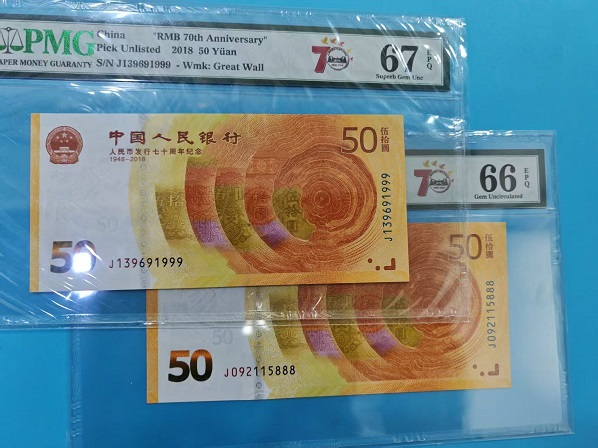 PMG
PAPER MONEY GUARANTY
China "RMB 70th Anniversary"
Pick Unlisted 2018 50 Yüan
S/N J139691999 - Wmk: Great Wall
70
67 EPQ
Superb Gem Unc
中国人民银行
人民币发行七十周年纪念
1948-2018
50 伍拾圆
J139691999
50
J139691999
70
66 EPQ
Gem Uncirculated
50 伍拾圆
J092115888
50
50
J092115888